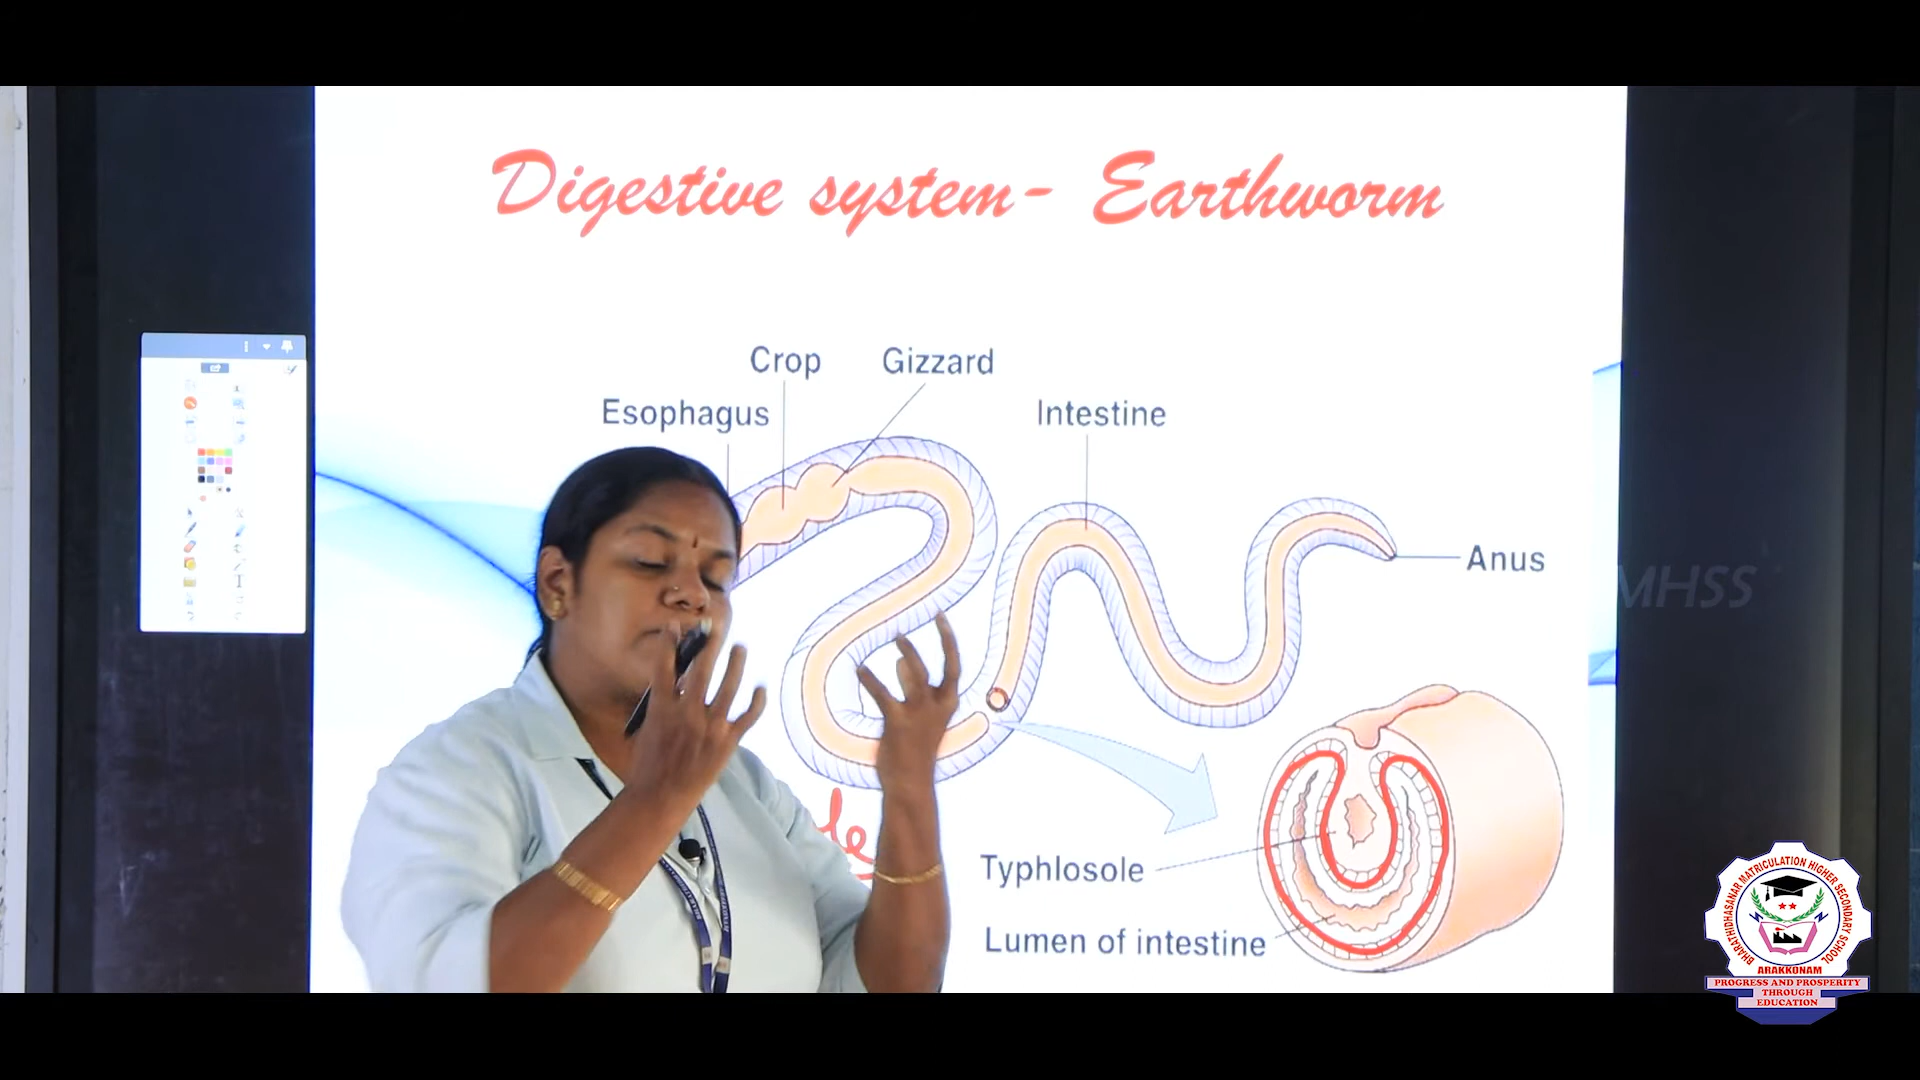 Digestive system- Earthworm
Crop
Gizzard
Esophagus
Intestine
Anus
MHSS
Typhlosole
Lumen of intestine
BHARATHIDHASANAR MATRICULATION HIGHER SECONDARY SCHOOL
ARAKKONAM
PROGRESS AND PROSPERITY
THROUGH
EDUCATION